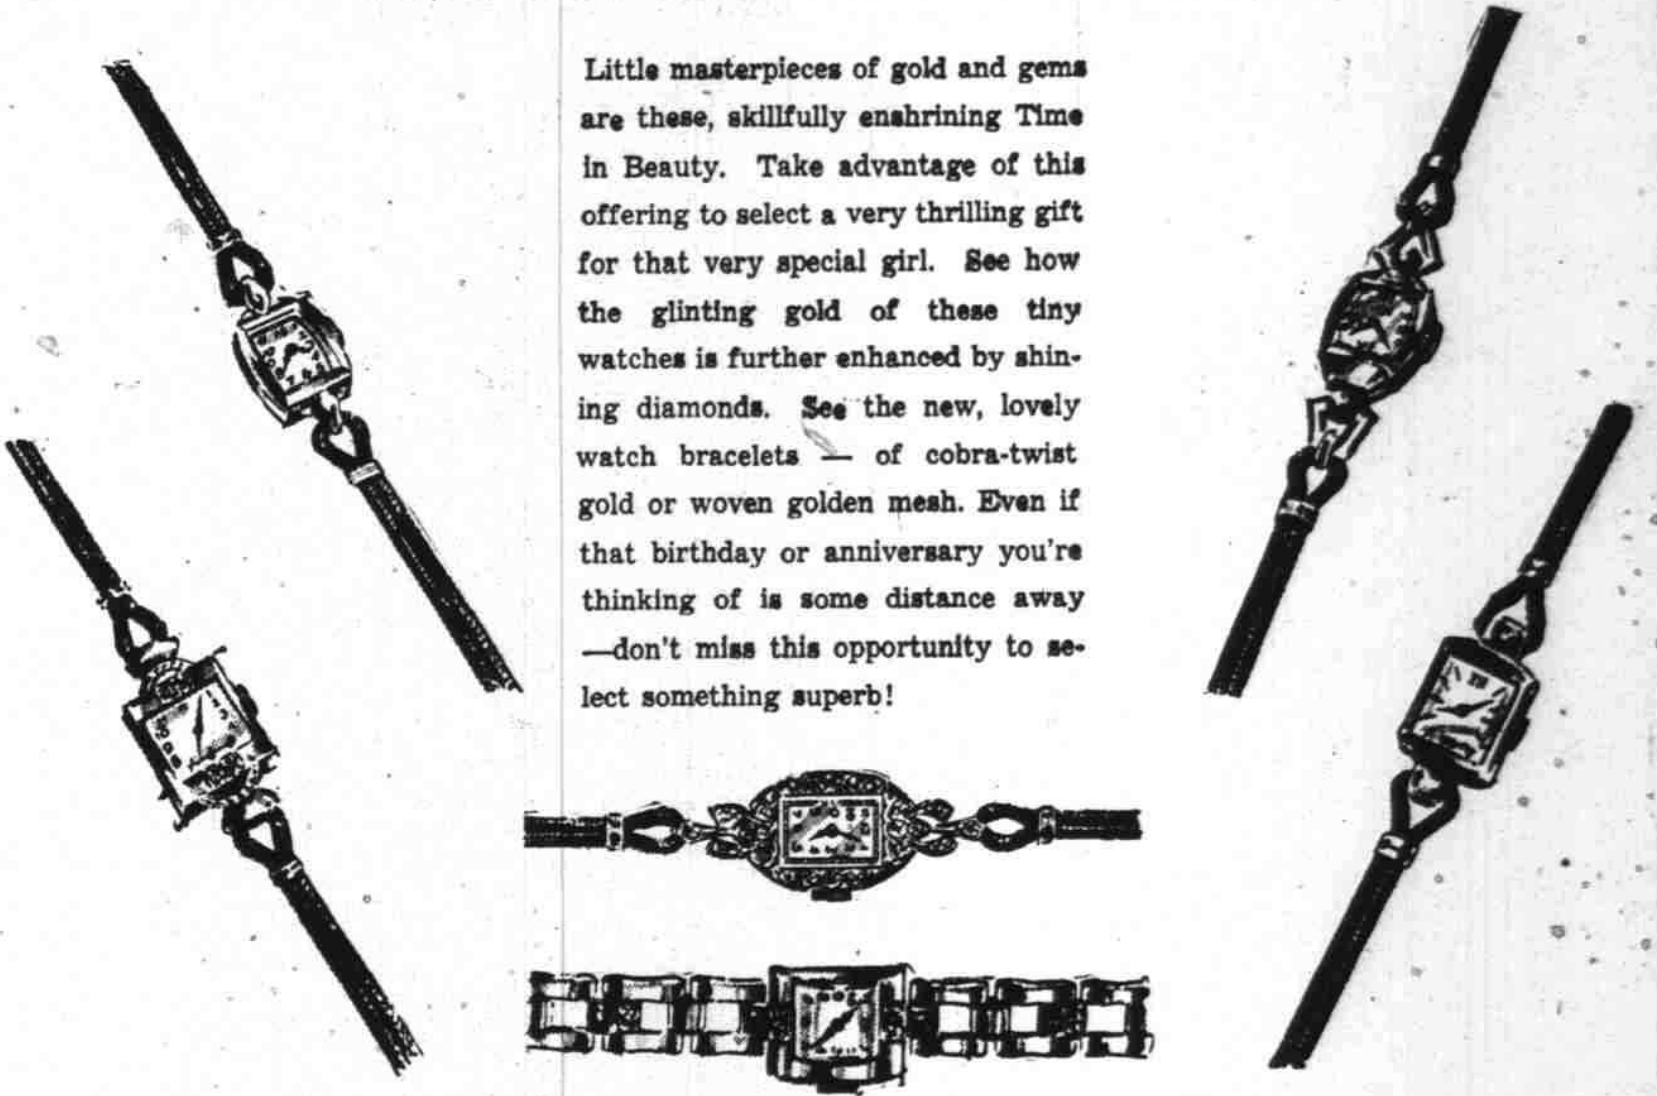 Little masterpieces of gold and gems
are these, skillfully enshrining Time
in Beauty. Take advantage of this
offering to select a very thrilling gift
for that very special girl. See how
the glinting gold of these tiny
watches is further enhanced by shin-
ing diamonds. See the new, lovely
watch bracelets — of cobra-twist
gold or woven golden mesh. Even if
that birthday or anniversary you're
thinking of is some distance away
—don't miss this opportunity to se-
lect something superb!